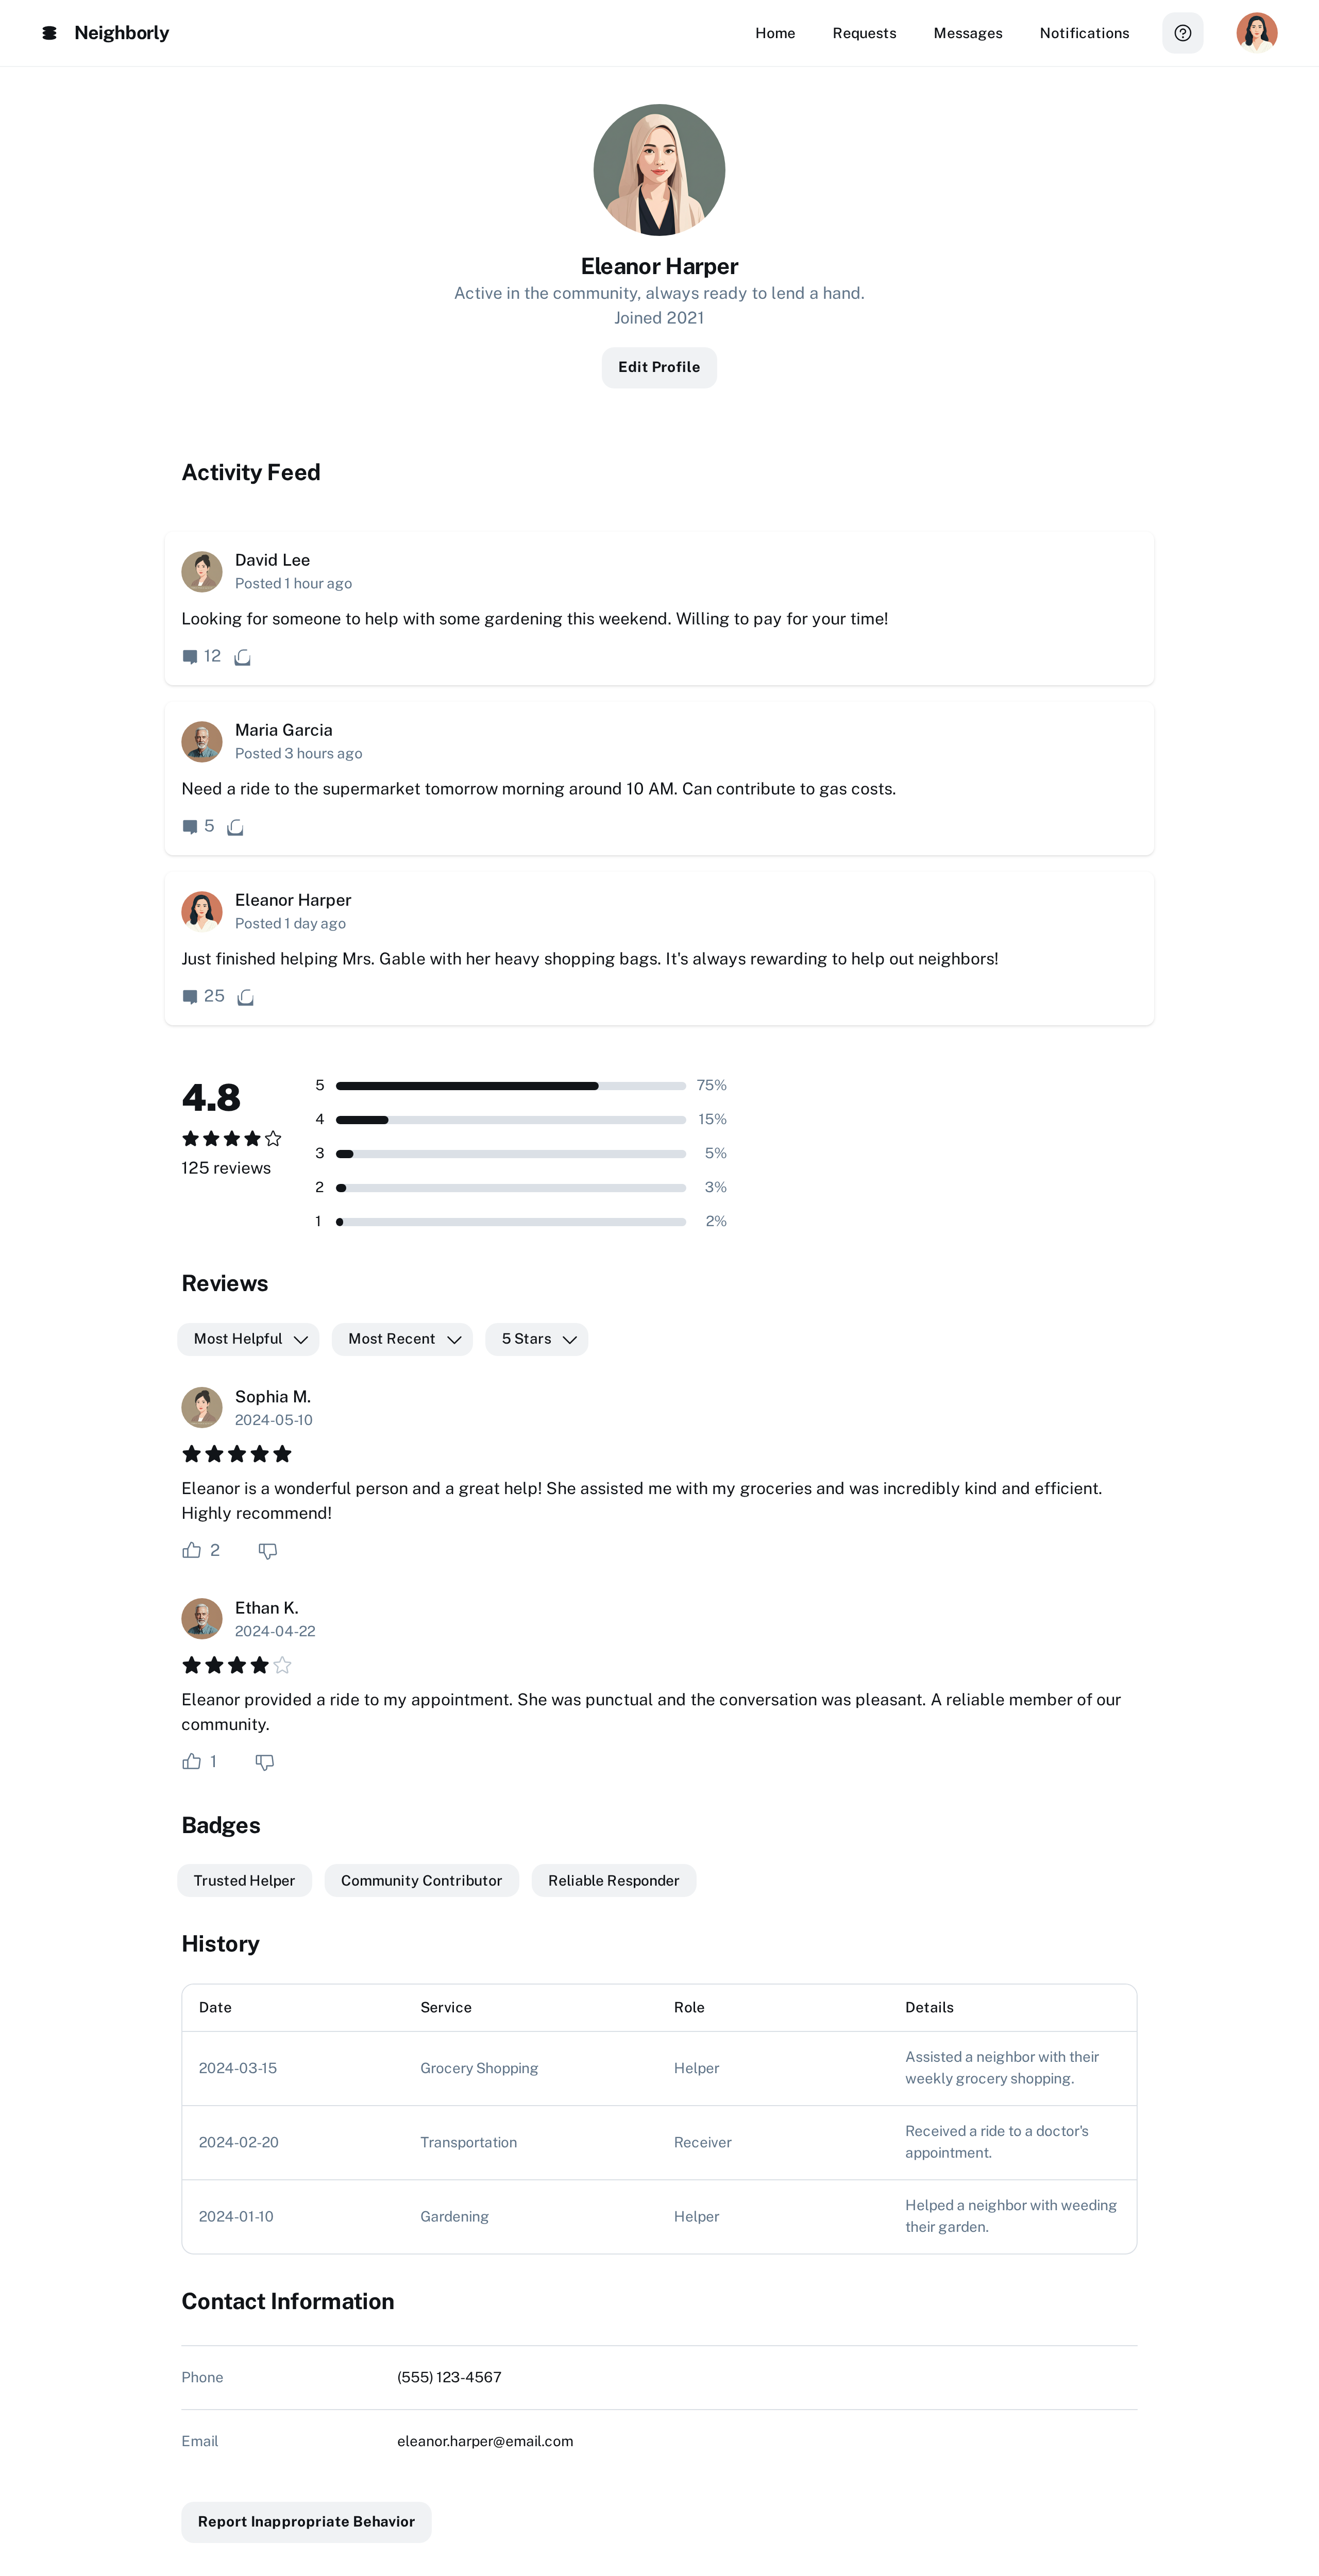 Neighborly
Home Requests Messages Notifications
Eleanor Harper
Active in the community, always ready to lend a hand.
Joined 2021
Edit Profile
Activity Feed
David Lee
Posted 1 hour ago
Looking for someone to help with some gardening this weekend. Willing to pay for your time!
12
Maria Garcia
Posted 3 hours ago
Need a ride to the supermarket tomorrow morning around 10 AM. Can contribute to gas costs.
5
Eleanor Harper
Posted 1 day ago
Just finished helping Mrs. Gable with her heavy shopping bags. It's always rewarding to help out neighbors!
25
4.8
125 reviews
5 75%
4 15%
3 5%
2 3%
1 2%
Reviews
Most Helpful Most Recent 5 Stars
Sophia M.
2024-05-10
Eleanor is a wonderful person and a great help! She assisted me with my groceries and was incredibly kind and efficient.
Highly recommend!
2
Ethan K.
2024-04-22
Eleanor provided a ride to my appointment. She was punctual and the conversation was pleasant. A reliable member of our
community.
1
Badges
Trusted Helper Community Contributor Reliable Responder
History
Date Service Role Details
2024-03-15 Grocery Shopping Helper Assisted a neighbor with their
weekly grocery shopping.
2024-02-20 Transportation Receiver Received a ride to a doctor's
appointment.
2024-01-10 Gardening Helper Helped a neighbor with weeding
their garden.
Contact Information
Phone (555) 123-4567
Email eleanor.harper@email.com
Report Inappropriate Behavior